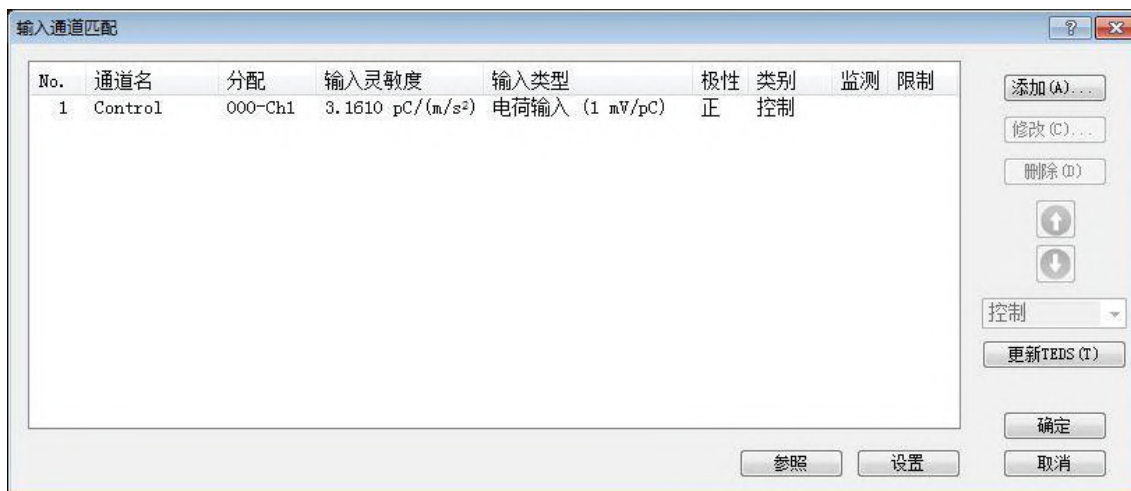 输入通道匹配
No. 通道名 分配 输入灵敏度 输入类型 极性 类别 监测 限制
1 Control 000-Ch1 3.1610 pC/(m/s²) 电荷输入 (1 mV/pC) 正 控制
添加(A)...
修改(C)...
删除(D)
控制
更新TEDS(T)
确定
参照 设置 取消